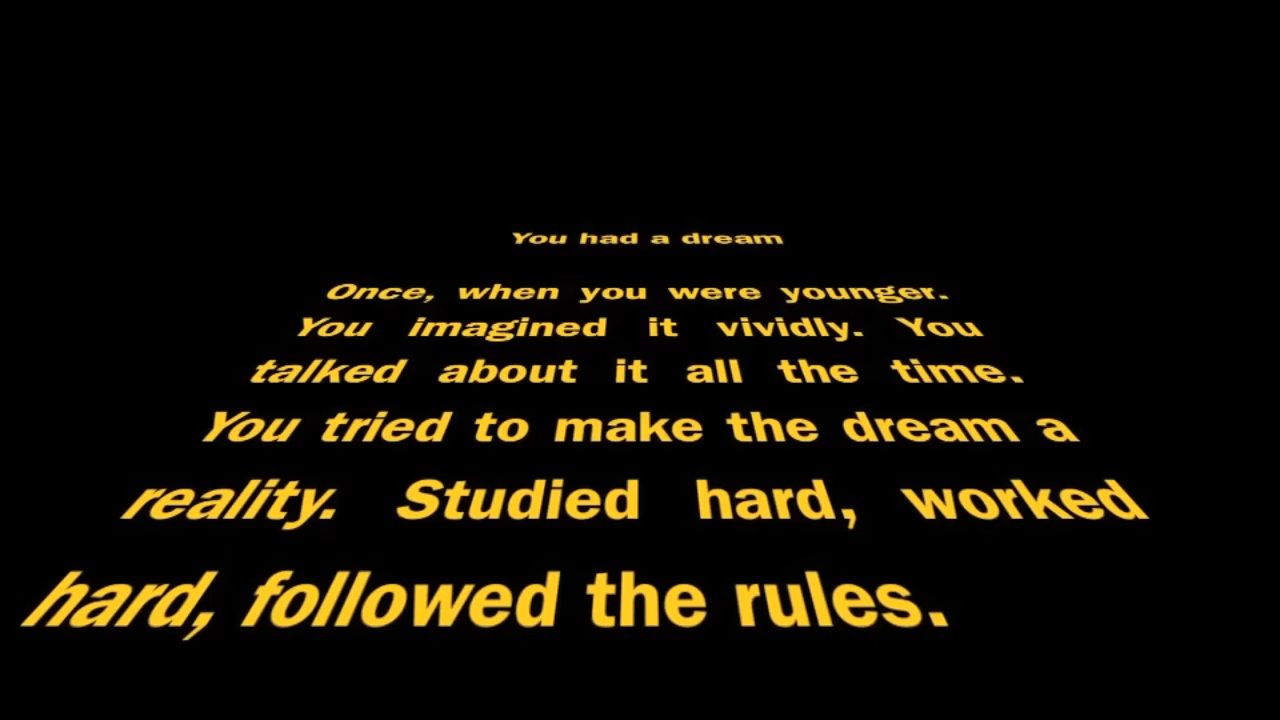 You had a dream
Once, when you were younger.
You imagined it vividly. You
talked about it all the time.
You tried to make the dream a
reality. Studied hard, worked
hard, followed the rules.